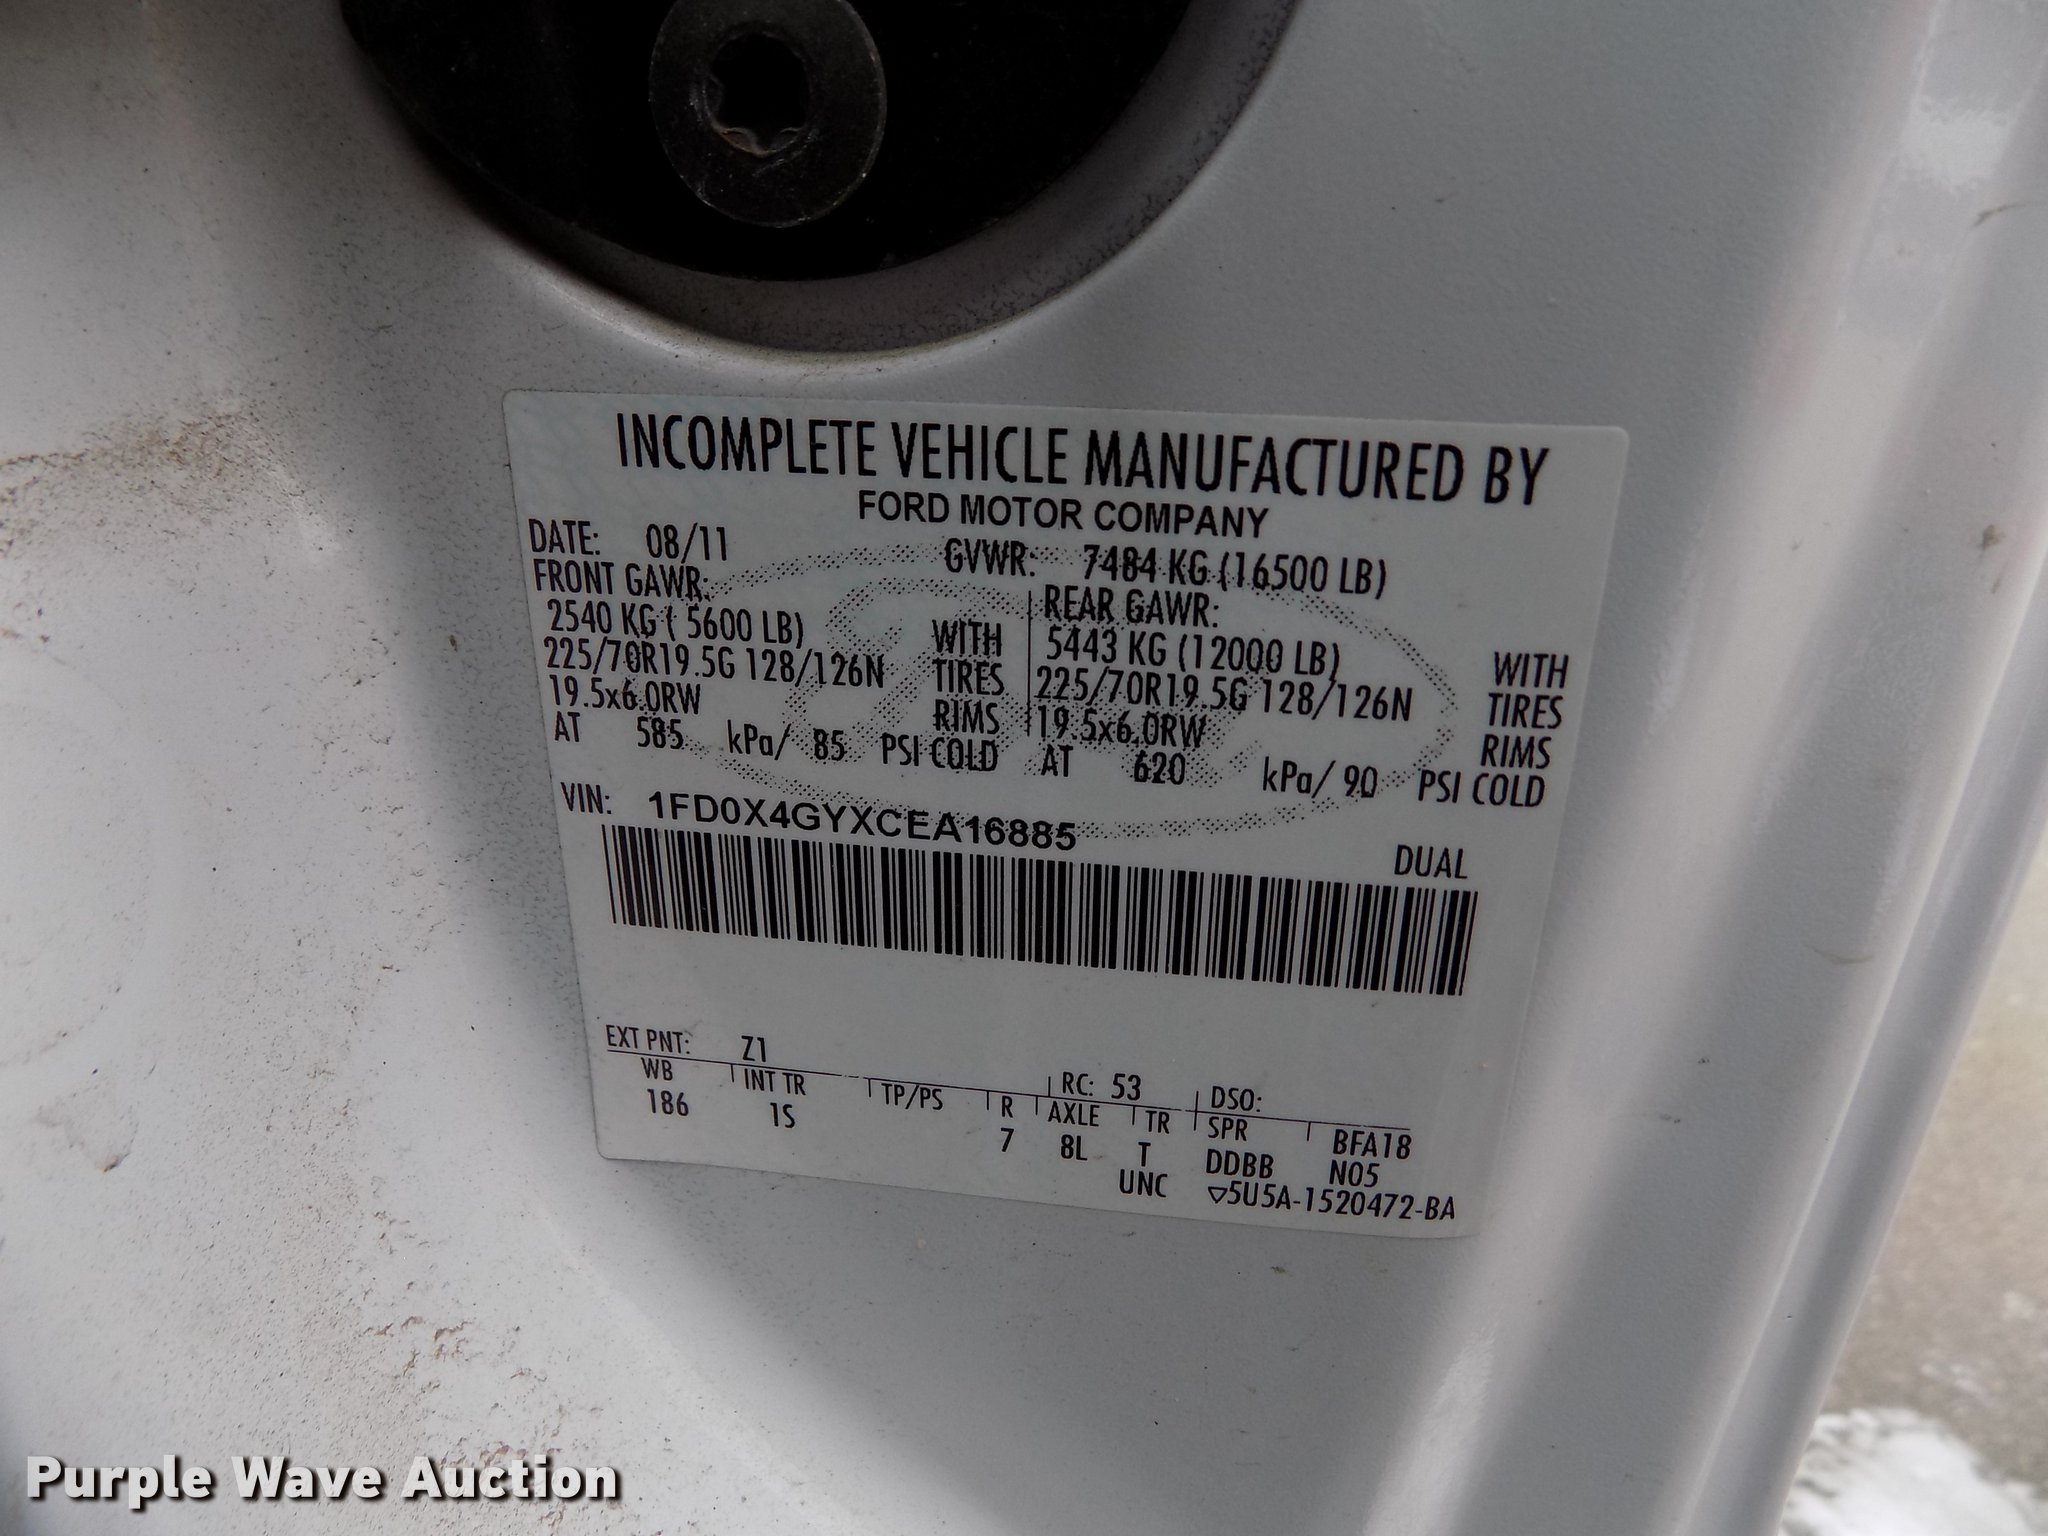 INCOMPLETE VEHICLE MANUFACTURED BY
FORD MOTOR COMPANY
DATE: 08/11 GVWR: 7484 KG (16500 LB)
FRONT GAWR: REAR GAWR:
2540 KG ( 5600 LB) WITH 5443 KG (12000 LB) WITH
225/70R19.5G 128/126N TIRES 225/70R19.5G 128/126N TIRES
19.5x6.0RW RIMS 19.5x6.0RW RIMS
AT 585 kPa/ 85 PSI COLD AT 620 kPa/ 90 PSI COLD
VIN: 1FD0X4GYXCEA16885
DUAL
EXT PNT: Z1 RC: 53 DSO:
WB INT TR TP/PS R AXLE TR SPR BFA18
186 1S 7 8L T DDBB N05
UNC ▽5U5A-1520472-BA
Purple Wave Auction